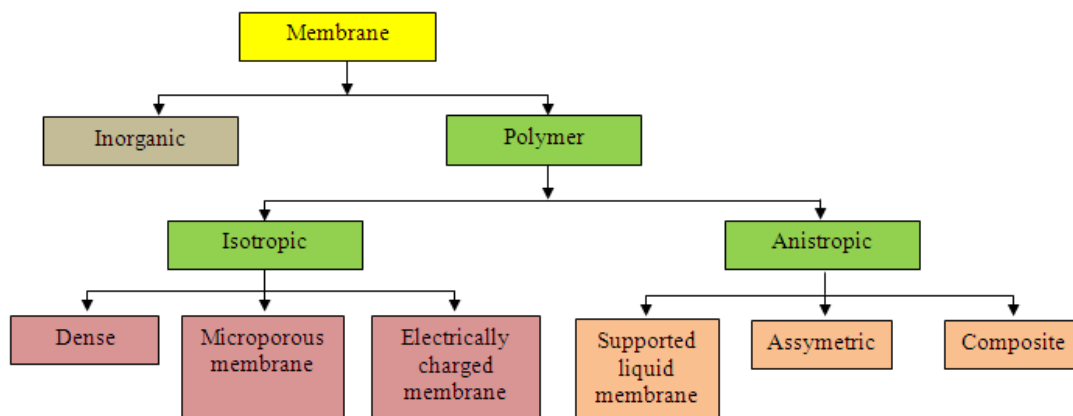 Membrane
Inorganic
Polymer
Isotropic
Anistropic
Dense
Microporous
membrane
Electrically
charged
membrane
Supported
liquid
membrane
Assymetric
Composite